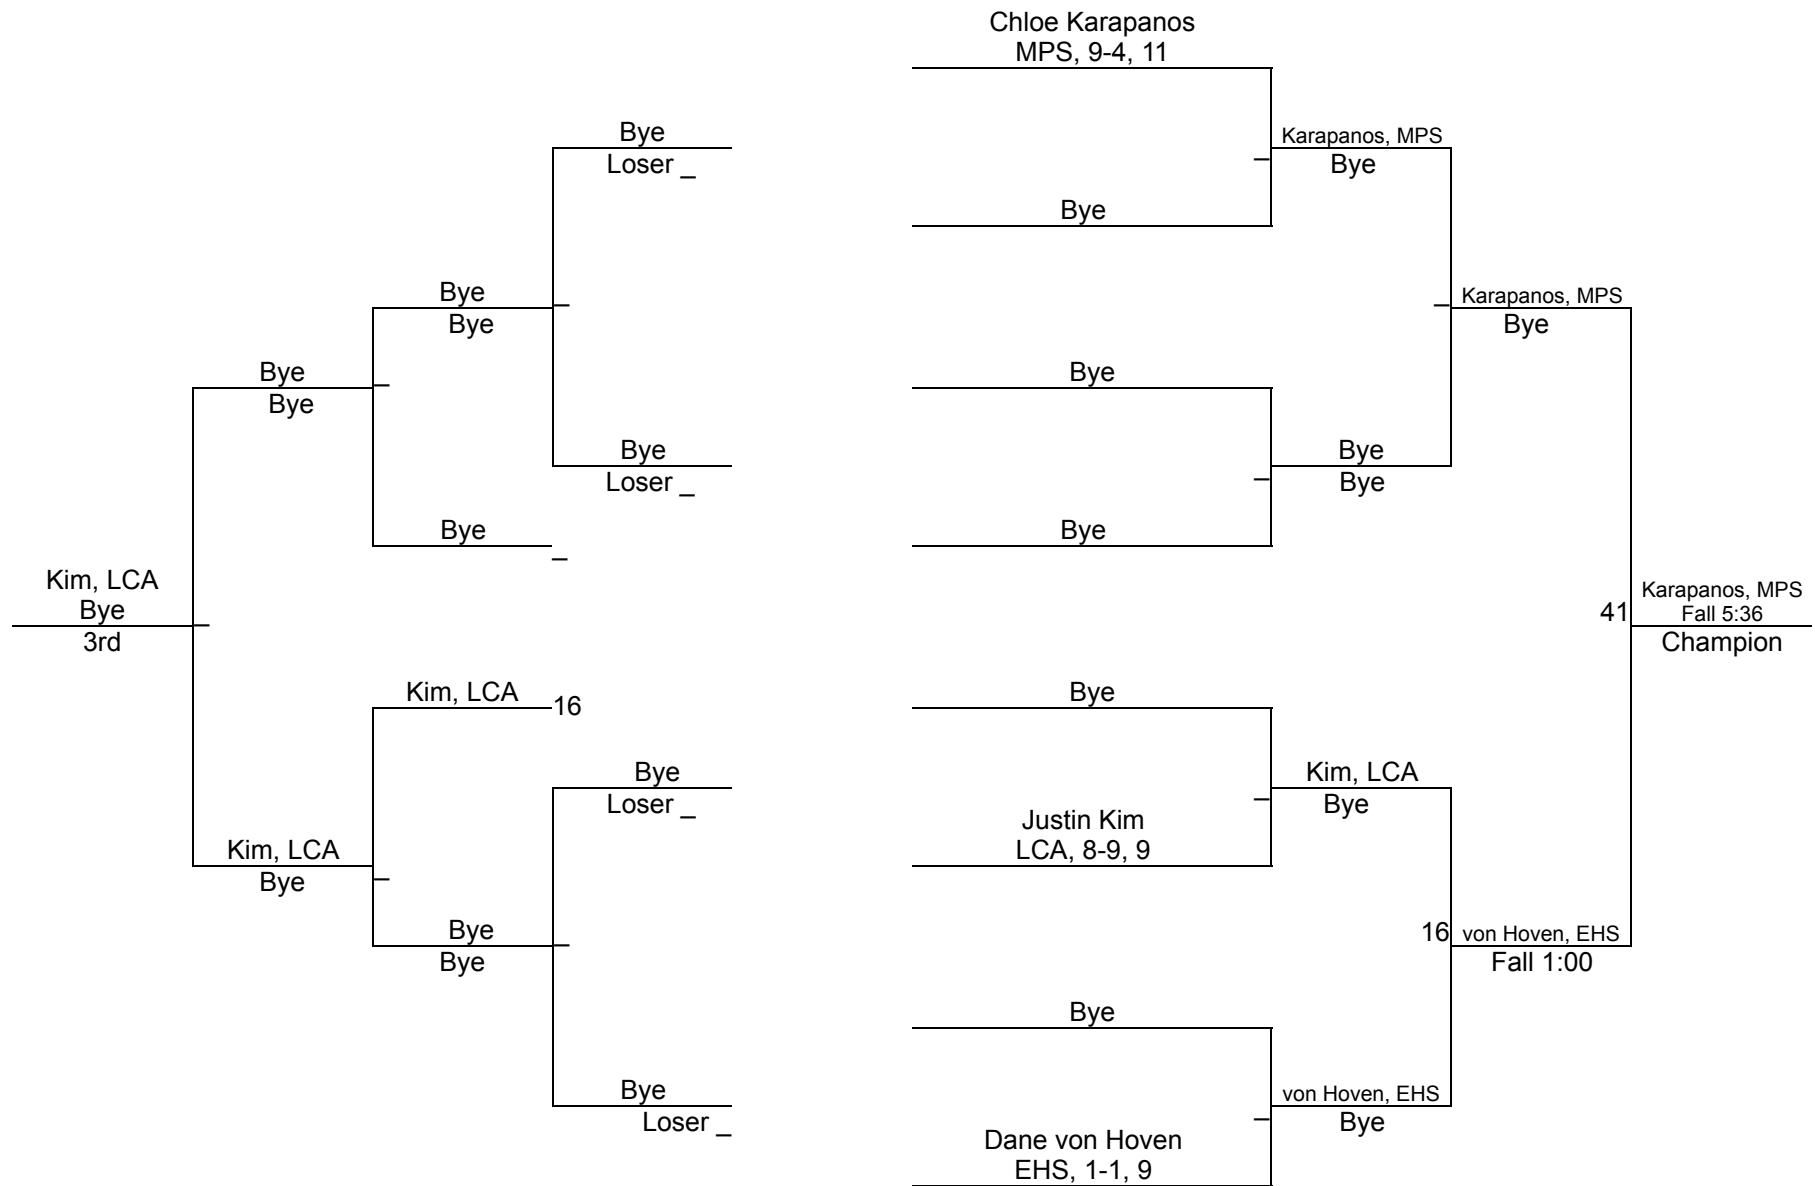 Chloe Karapanos
MPS, 9-4, 11
Bye
Loser _
Karapanos, MPS
_
Bye
Bye
Bye
_
Bye
Karapanos, MPS
_
Bye
Bye
_
Bye
Bye
Bye
Loser _
Bye
_
Bye
Bye
_
Bye
Kim, LCA
Bye
_
3rd
41
Karapanos, MPS
Fall 5:36
Champion
Kim, LCA
16
Bye
Bye
Loser _
Kim, LCA
_
Bye
Justin Kim
LCA, 8-9, 9
Kim, LCA
_
Bye
Bye
_
Bye
16
von Hoven, EHS
Fall 1:00
Bye
Bye
Loser _
von Hoven, EHS
_
Bye
Dane von Hoven
EHS, 1-1, 9